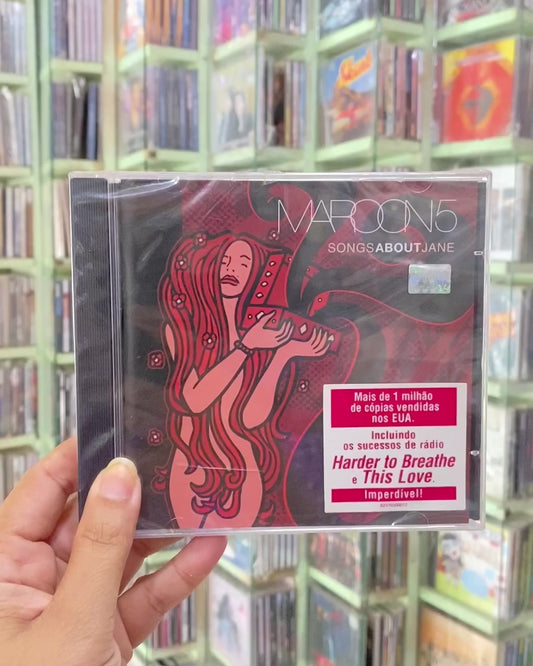 MAROON5
SONGSABOUTJANE
Mais de 1 milhão
de cópias vendidas
nos EUA.
Incluindo
os sucessos de rádio
Harder to Breathe
e This Love.
Imperdível!